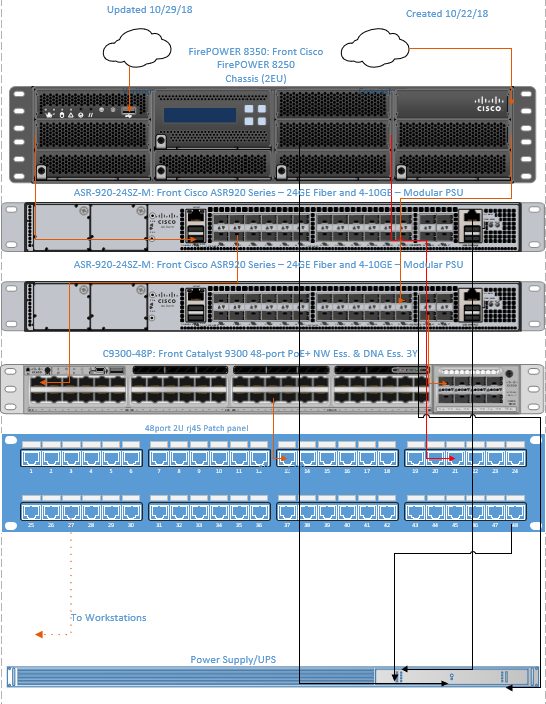 Updated 10/29/18
Created 10/22/18
FirePOWER 8350: Front Cisco
FirePOWER 8250
Chassis (2EU)
CISCO
ASR-920-24SZ-M: Front Cisco ASR920 Series – 24GE Fiber and 4-10GE – Modular PSU
CISCO
ASR-920-24SZ-M: Front Cisco ASR920 Series – 24GE Fiber and 4-10GE – Modular PSU
CISCO
C9300-48P: Front Catalyst 9300 48-port PoE+ NW Ess. & DNA Ess. 3Y
48port 2U rj45 Patch panel
1 2 3 4 5 6 7 8 9 10 11 12 13 14 15 16 17 18 19 20 21 22 23 24
25 26 27 28 29 30 31 32 33 34 35 36 37 38 39 40 41 42 43 44 45 46 47 48
To Workstations
Power Supply/UPS